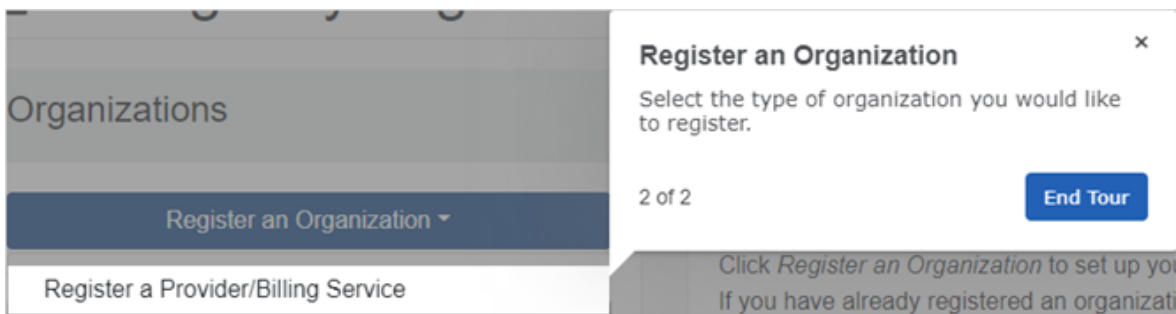 Organizations
Register an Organization
Register a Provider/Billing Service
Register an Organization
×
Select the type of organization you would like
to register.
2 of 2
End Tour
Click Register an Organization to set up
If you have already registered an